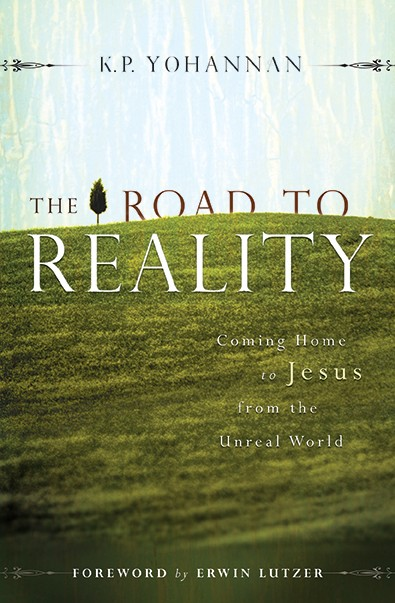 K.P. YOHANNAN
THE ROAD TO
REALITY
Coming Home
to Jesus
from the
Unreal World
FOREWORD by ERWIN LUTZER